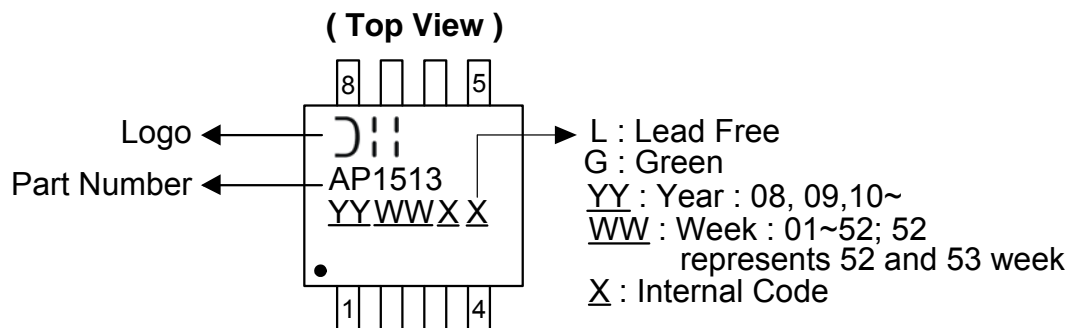 ( Top View )
8 5
Logo
AP1513
Part Number
YYWWX X
1 4
L : Lead Free
G : Green
YY : Year : 08, 09,10~
WW : Week : 01~52; 52
represents 52 and 53 week
X : Internal Code